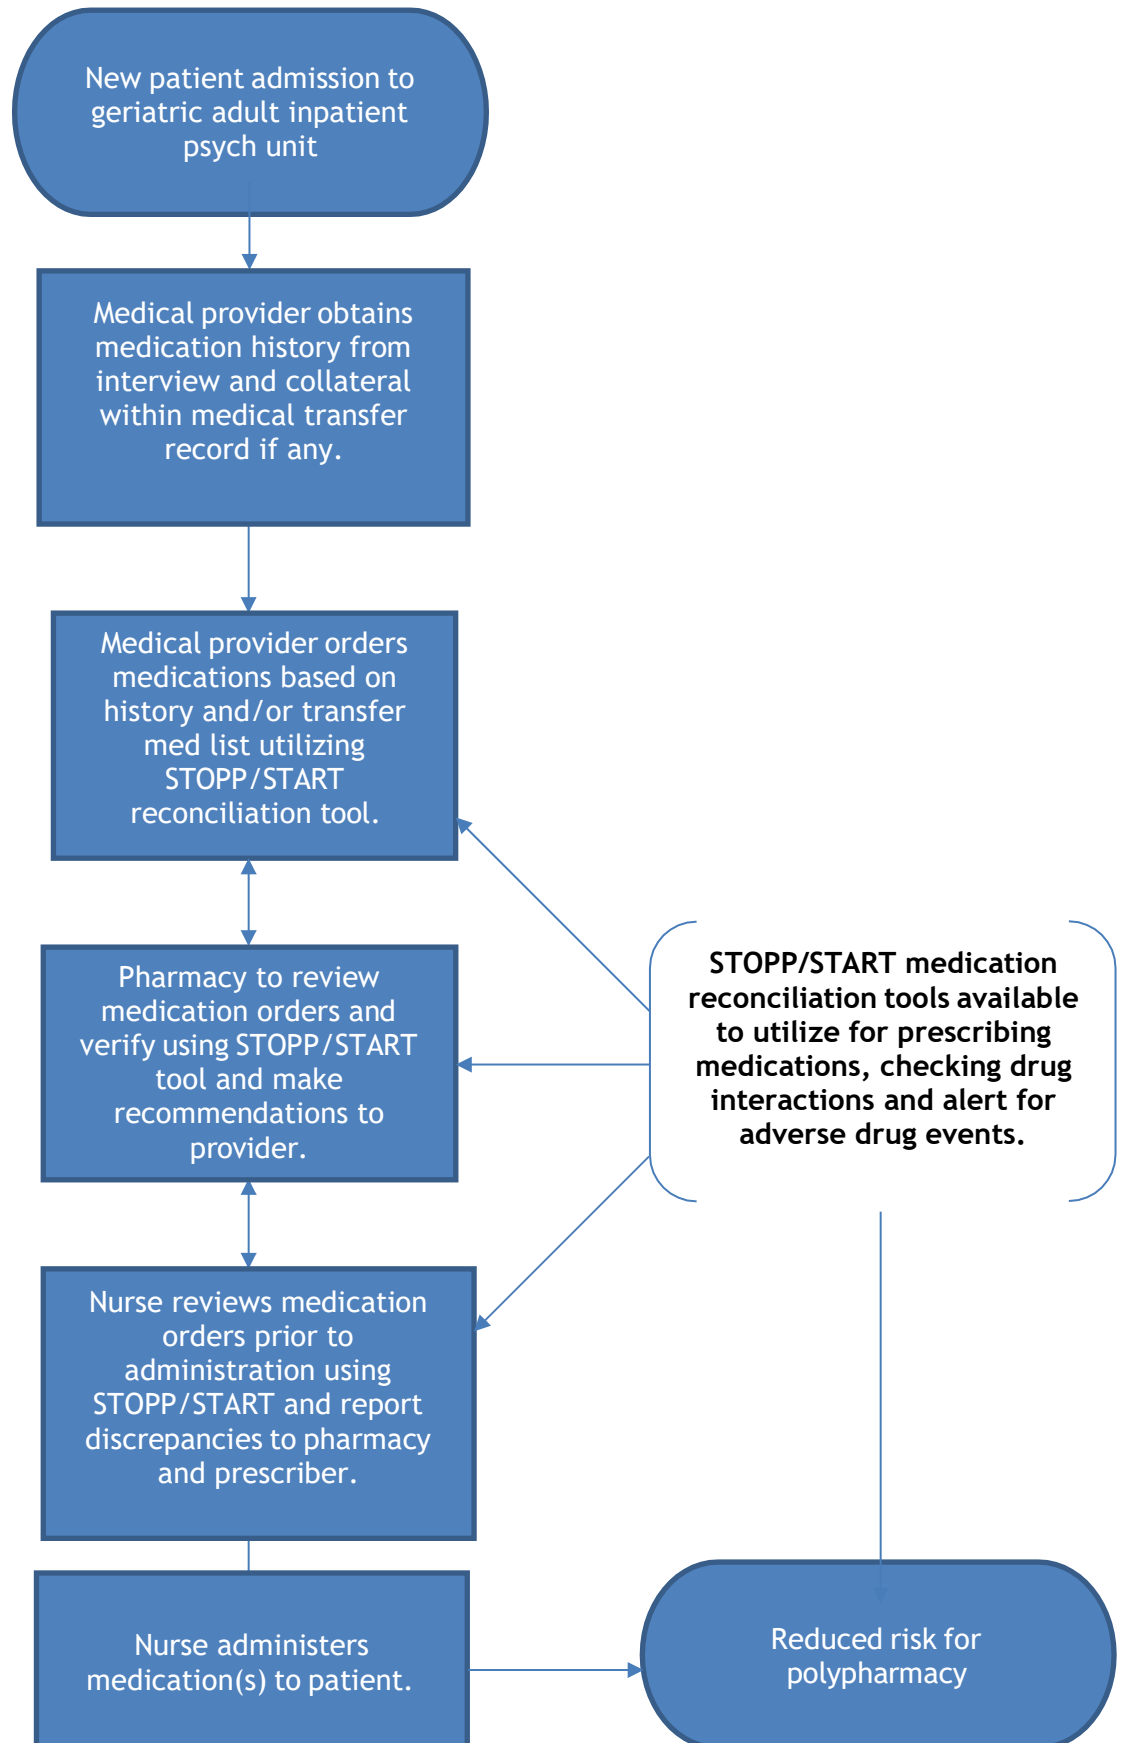 New patient admission to
geriatric adult inpatient
psych unit
Medical provider obtains
medication history from
interview and collateral
within medical transfer
record if any.
Medical provider orders
medications based on
history and/or transfer
med list utilizing
STOPP/START
reconciliation tool.
Pharmacy to review
medication orders and
verify using STOPP/START
tool and make
recommendations to
provider.
STOPP/START medication
reconciliation tools available
to utilize for prescribing
medications, checking drug
interactions and alert for
adverse drug events.
Nurse reviews medication
orders prior to
administration using
STOPP/START and report
discrepancies to pharmacy
and prescriber.
Nurse administers
medication(s) to patient.
Reduced risk for
polypharmacy